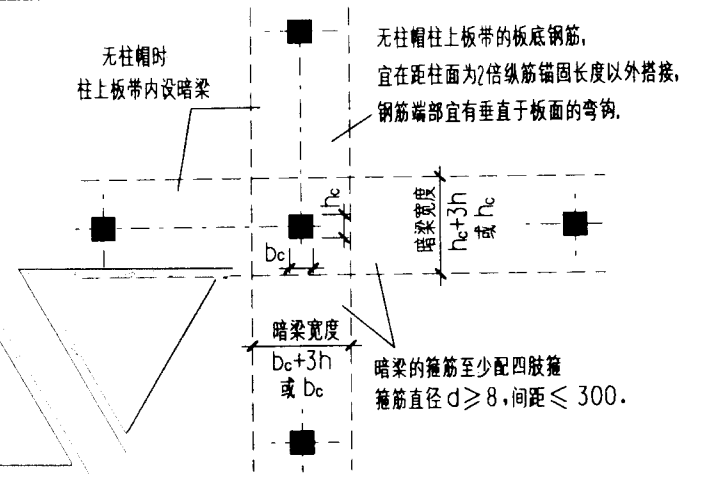 无柱帽时
柱上板带内设暗梁
无柱帽柱上板带的板底钢筋,
宜在距柱面为2倍纵筋锚固长度以外搭接,
钢筋端部宜有垂直于板面的弯钩.
hc
bc
暗梁宽度
hc+3h
或 hc
暗梁宽度
bc+3h
或 bc
暗梁的箍筋至少配四肢箍
箍筋直径d≥8,间距≤ 300.